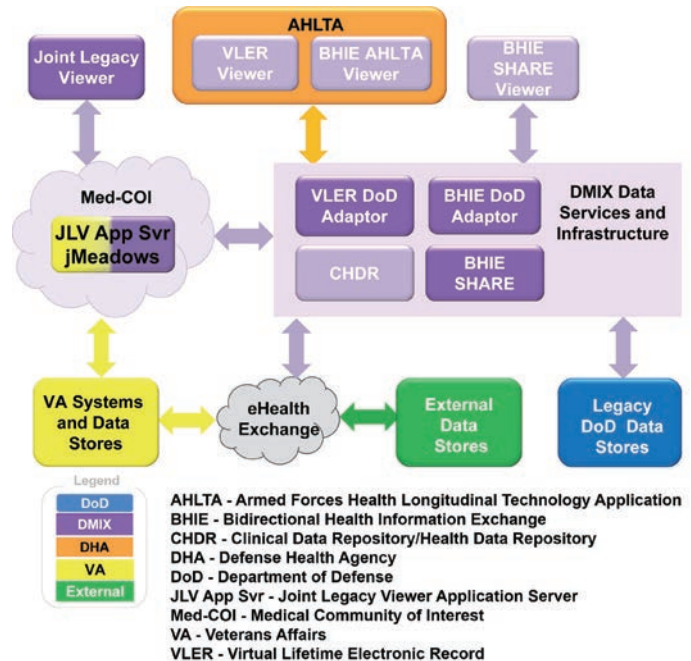 AHLTA
Joint Legacy
Viewer
VLER
Viewer
BHIE AHLTA
Viewer
BHIE
SHARE
Viewer
Med-COI
JLV App Svr
jMeadows
VLER DoD
Adaptor
BHIE DoD
Adaptor
CHDR
BHIE
SHARE
DMIX Data
Services and
Infrastructure
VA Systems
and Data
Stores
eHealth
Exchange
External
Data
Stores
Legacy
DoD Data
Stores
Legend
DoD
DMIX
DHA
VA
External
AHLTA - Armed Forces Health Longitudinal Technology Application
BHIE - Bidirectional Health Information Exchange
CHDR - Clinical Data Repository/Health Data Repository
DHA - Defense Health Agency
DoD - Department of Defense
JLV App Svr - Joint Legacy Viewer Application Server
Med-COI - Medical Community of Interest
VA - Veterans Affairs
VLER - Virtual Lifetime Electronic Record